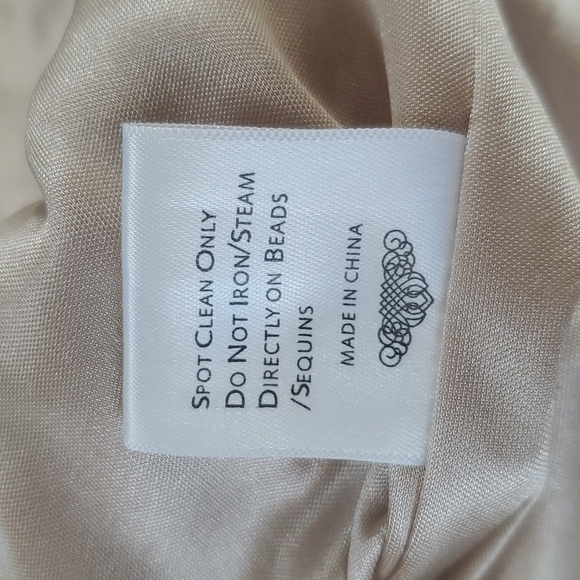 SPOT CLEAN ONLY
DO NOT IRON/STEAM
DIRECTLY ON BEADS
/SEQUINS
MADE IN CHINA